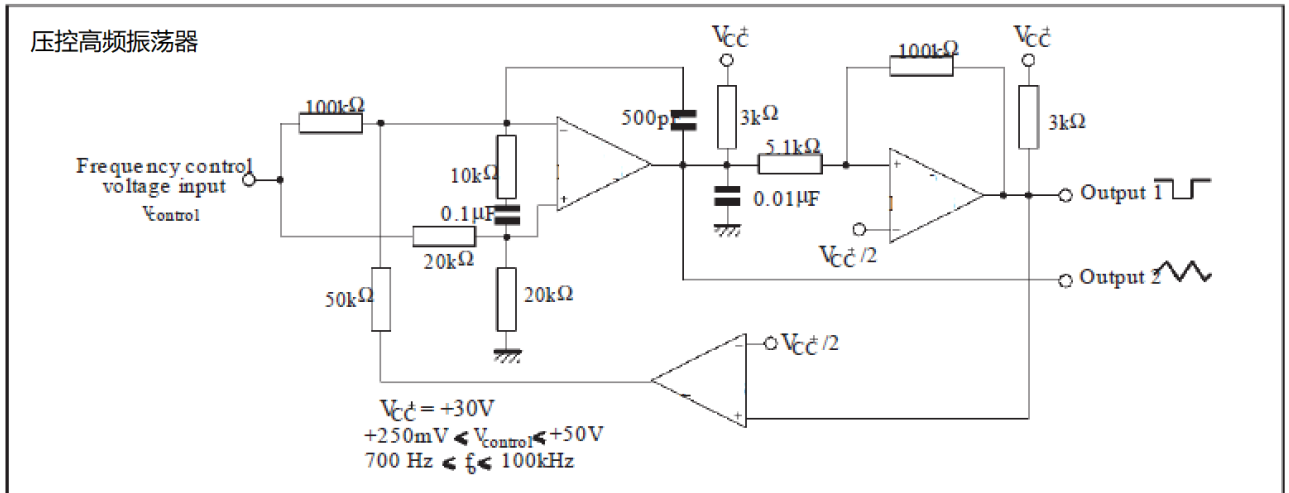 压控高频振荡器
VCC+
VCC+
100kΩ
100kΩ
500pF
3kΩ
3kΩ
5.1kΩ
Frequency control
voltage input
Vcontrol
10kΩ
0.1μF
0.01μF
Output 1
20kΩ
VCC+/2
Output 2
50kΩ
20kΩ
VCC+/2
VCC+ = +30V
+250mV < Vcontrol < +50V
700 Hz < fo < 100kHz
− + + − − +